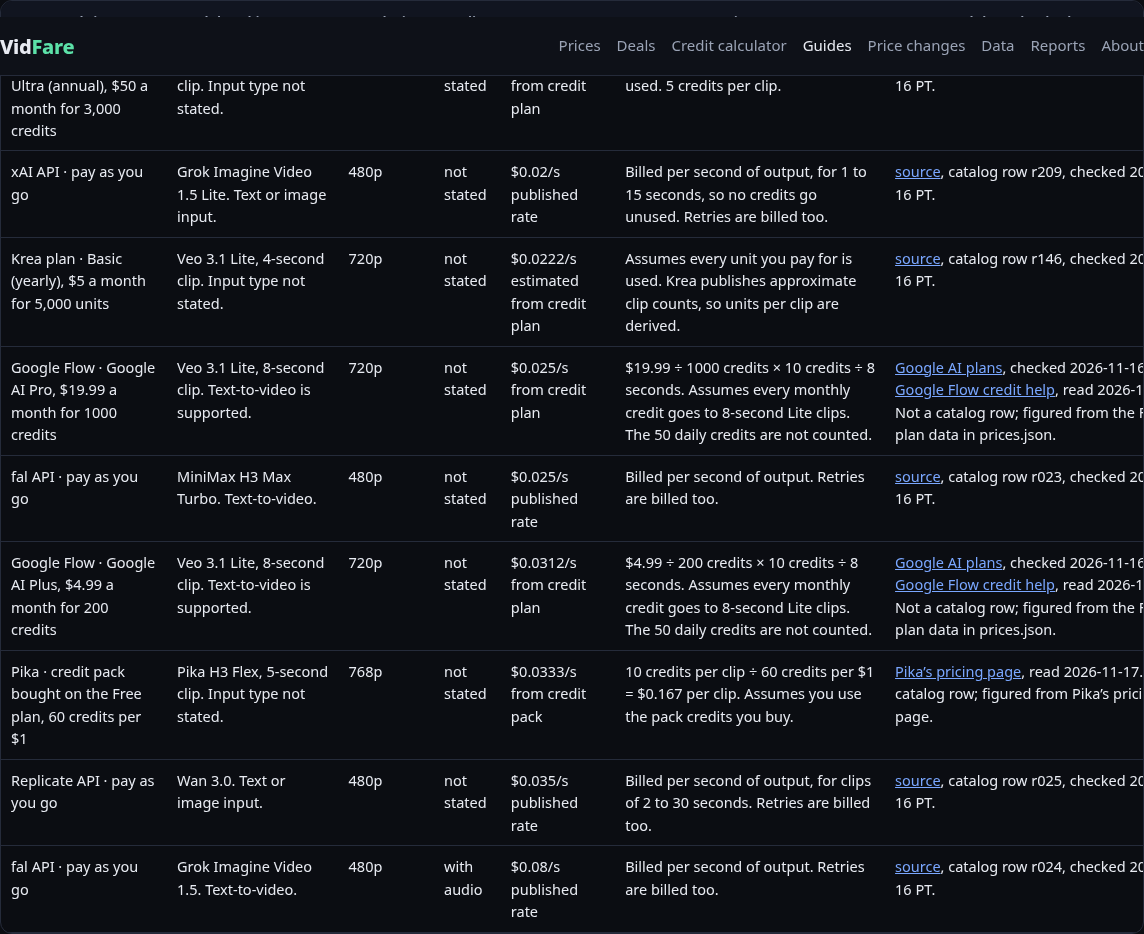 VidFare
Prices Deals Credit calculator Guides Price changes Data Reports About
Ultra (annual), $50 a month for 3,000 credits
clip. Input type not stated.
stated
from credit plan
used. 5 credits per clip.
16 PT.
xAI API · pay as you go
Grok Imagine Video 1.5 Lite. Text or image input.
480p
not stated
$0.02/s published rate
Billed per second of output, for 1 to 15 seconds, so no credits go unused. Retries are billed too.
source, catalog row r209, checked 20
16 PT.
Krea plan · Basic (yearly), $5 a month for 5,000 units
Veo 3.1 Lite, 4-second clip. Input type not stated.
720p
not stated
$0.0222/s estimated from credit plan
Assumes every unit you pay for is used. Krea publishes approximate clip counts, so units per clip are derived.
source, catalog row r146, checked 20
16 PT.
Google Flow · Google AI Pro, $19.99 a month for 1000 credits
Veo 3.1 Lite, 8-second clip. Text-to-video is supported.
720p
not stated
$0.025/s from credit plan
$19.99 ÷ 1000 credits × 10 credits ÷ 8 seconds. Assumes every monthly credit goes to 8-second Lite clips. The 50 daily credits are not counted.
Google AI plans, checked 2026-11-16
Google Flow credit help, read 2026-1
Not a catalog row; figured from the F
plan data in prices.json.
fal API · pay as you go
MiniMax H3 Max Turbo. Text-to-video.
480p
not stated
$0.025/s published rate
Billed per second of output. Retries are billed too.
source, catalog row r023, checked 20
16 PT.
Google Flow · Google AI Plus, $4.99 a month for 200 credits
Veo 3.1 Lite, 8-second clip. Text-to-video is supported.
720p
not stated
$0.0312/s from credit plan
$4.99 ÷ 200 credits × 10 credits ÷ 8 seconds. Assumes every monthly credit goes to 8-second Lite clips. The 50 daily credits are not counted.
Google AI plans, checked 2026-11-16
Google Flow credit help, read 2026-1
Not a catalog row; figured from the F
plan data in prices.json.
Pika · credit pack bought on the Free plan, 60 credits per $1
Pika H3 Flex, 5-second clip. Input type not stated.
768p
not stated
$0.0333/s from credit pack
10 credits per clip ÷ 60 credits per $1 = $0.167 per clip. Assumes you use the pack credits you buy.
Pika’s pricing page, read 2026-11-17.
catalog row; figured from Pika’s prici
page.
Replicate API · pay as you go
Wan 3.0. Text or image input.
480p
not stated
$0.035/s published rate
Billed per second of output, for clips of 2 to 30 seconds. Retries are billed too.
source, catalog row r025, checked 20
16 PT.
fal API · pay as you go
Grok Imagine Video 1.5. Text-to-video.
480p
with audio
$0.08/s published rate
Billed per second of output. Retries are billed too.
source, catalog row r024, checked 20
16 PT.